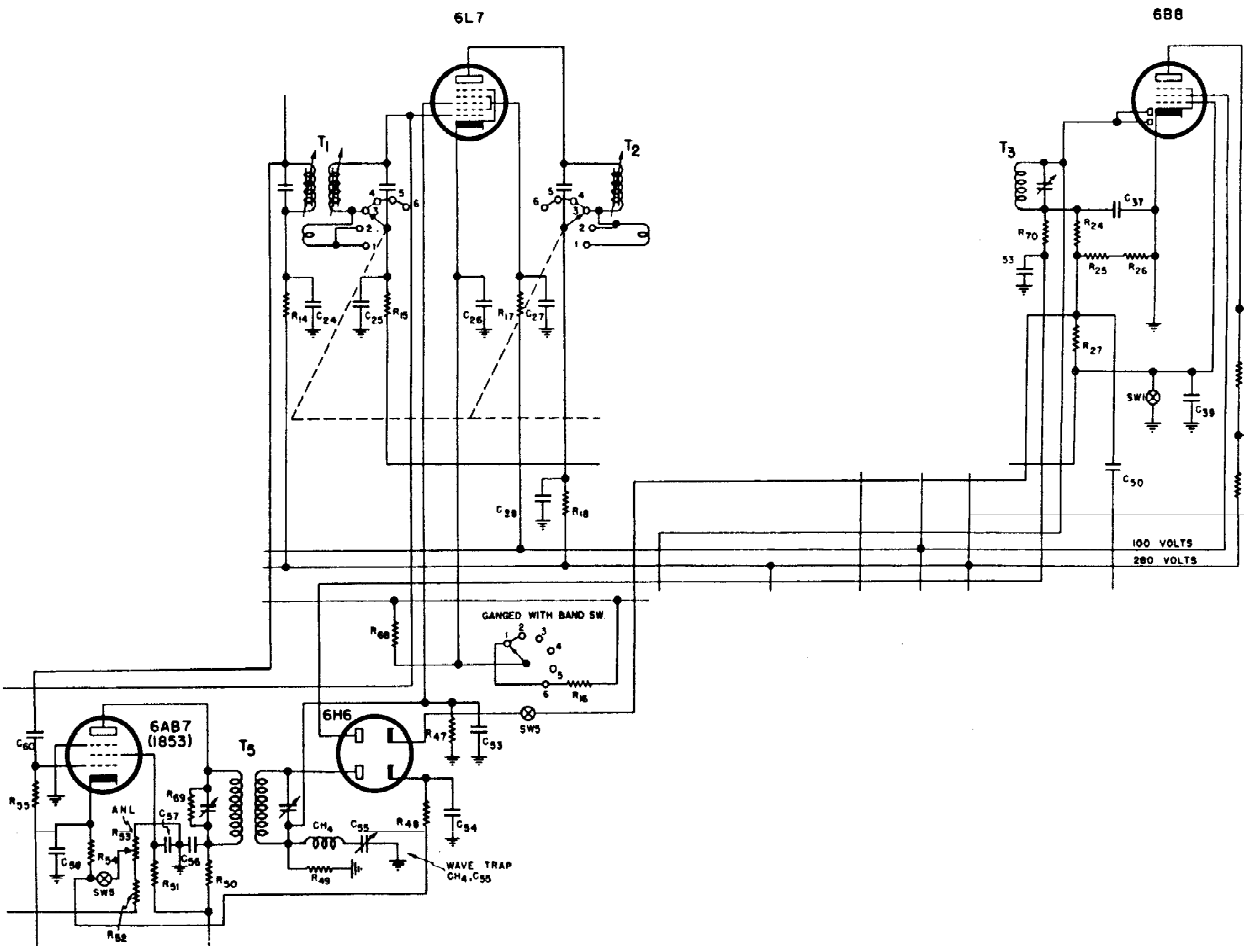 6L7
6B8
T1
T2
T3
4
5
3
6
2
1
5
4
6
3
2
1
C37
R70
R24
53
R25
R26
R14
C24
C25
R15
C26
R17
C27
R27
SW1
C39
C28
R18
C50
100 VOLTS
280 VOLTS
GANGED WITH BAND SW.
R68
1
2
3
4
5
6
R16
6AB7
(1853)
T5
6H6
C60
R47
C53
SW5
R55
ANL
R69
C57
R53
C58
R54
C56
SW5
R51
R50
R52
CH4
C55
R48
C54
R49
WAVE TRAP
CH4,C55